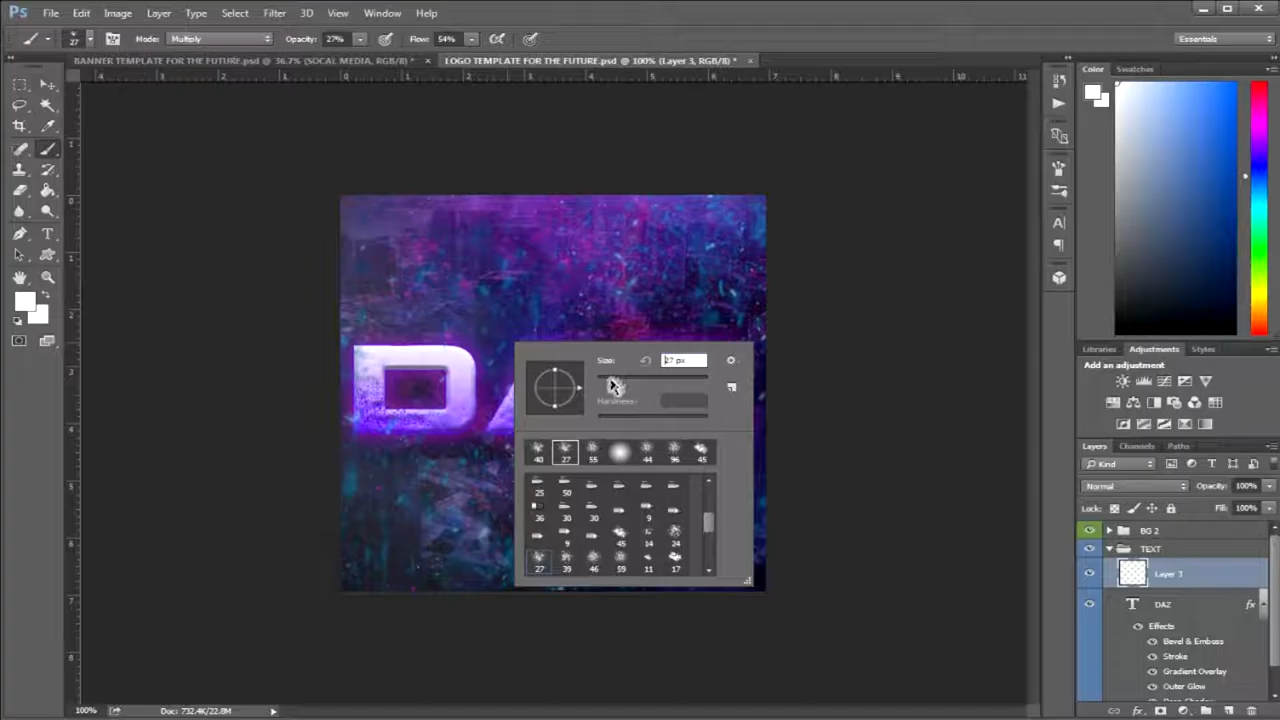 Ps File Edit Image Layer Type Select Filter 3D View Window Help
27 Mode: Multiply Opacity: 27% Flow: 54% Essentials
BANNER TEMPLATE FOR THE FUTURE.psd @ 36.7% (SOCAL MEDIA, RGB/8) * × LOGO TEMPLATE FOR THE FUTURE.psd @ 100% (Layer 3, RGB/8) * ×
Color Swatches
Size: 27 px
Hardness:
40 27 55 44 96 45
25 50
36 30 30 9
9 45 14 24
27 39 46 59 11 17
D
Libraries Adjustments Styles
Add an adjustment
Layers Channels Paths
Kind
Normal Opacity: 100%
Lock: Fill: 100%
BG 2
TEXT
Layer 3
T DAZ fx
Effects
Bevel & Emboss
Stroke
Gradient Overlay
Outer Glow
100% Doc: 732.4K/22.8M